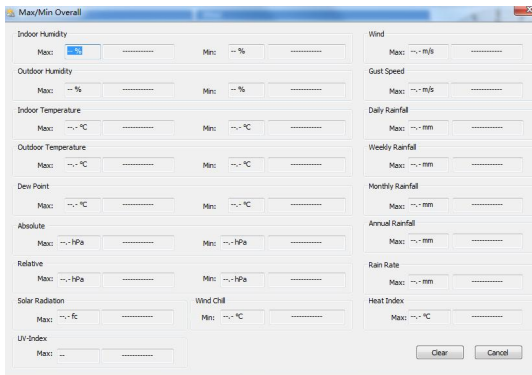 Max/Min Overall
Indoor Humidity
Max: -- % ------------ Min: -- % ------------
Outdoor Humidity
Max: -- % ------------ Min: -- % ------------
Indoor Temperature
Max: --.- °C ------------ Min: --.- °C ------------
Outdoor Temperature
Max: --.- °C ------------ Min: --.- °C ------------
Dew Point
Max: --.- °C ------------ Min: --.- °C ------------
Absolute
Max: --.- hPa ------------ Min: --.- hPa ------------
Relative
Max: --.- hPa ------------ Min: --.- hPa ------------
Solar Radiation
Max: --.- fc ------------
Wind Chill
Min: --.- °C ------------
UV-Index
Max: -- ------------
Wind
Max: --.- m/s ------------
Gust Speed
Max: --.- m/s ------------
Daily Rainfall
Max: --.- mm ------------
Weekly Rainfall
Max: --.- mm ------------
Monthly Rainfall
Max: --.- mm ------------
Annual Rainfall
Max: --.- mm ------------
Rain Rate
Max: --.- mm ------------
Heat Index
Max: --.- °C ------------
Clear Cancel